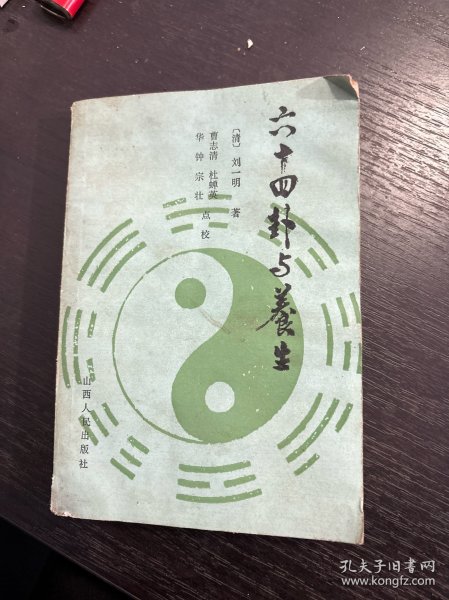 六十四卦与養生
〔清〕刘一明 著
曹志清 杜蟑英
华钟宗壮 点校
山西人民出版社
孔夫子旧书网
www.kongfz.com